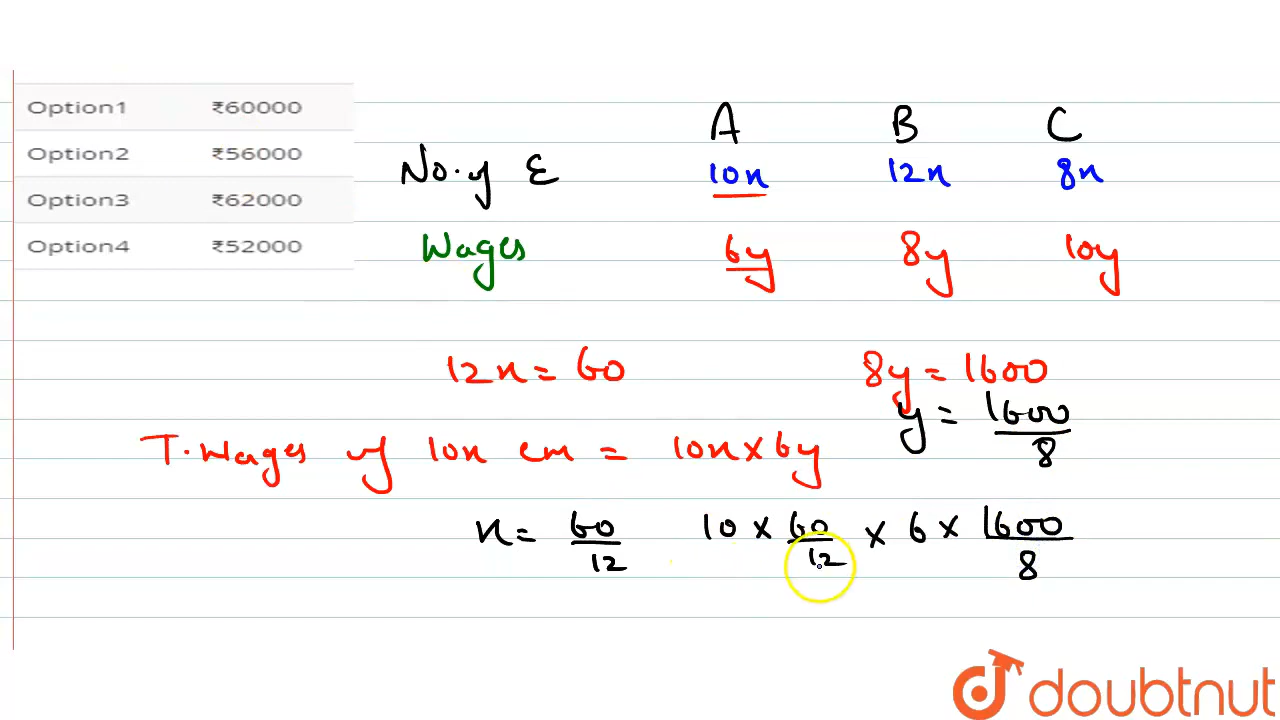 Option1 ₹60000
Option2 ₹56000
Option3 ₹62000
Option4 ₹52000
A B C
No. of E 10x 12x 8x
Wages 6y 8y 10y
12x = 60 8y = 1600
y = 1600/8
T. Wages of 10x em = 10x × 6y
x = 60/12 10 × 60/12 × 6 × 1600/8
doubtnut